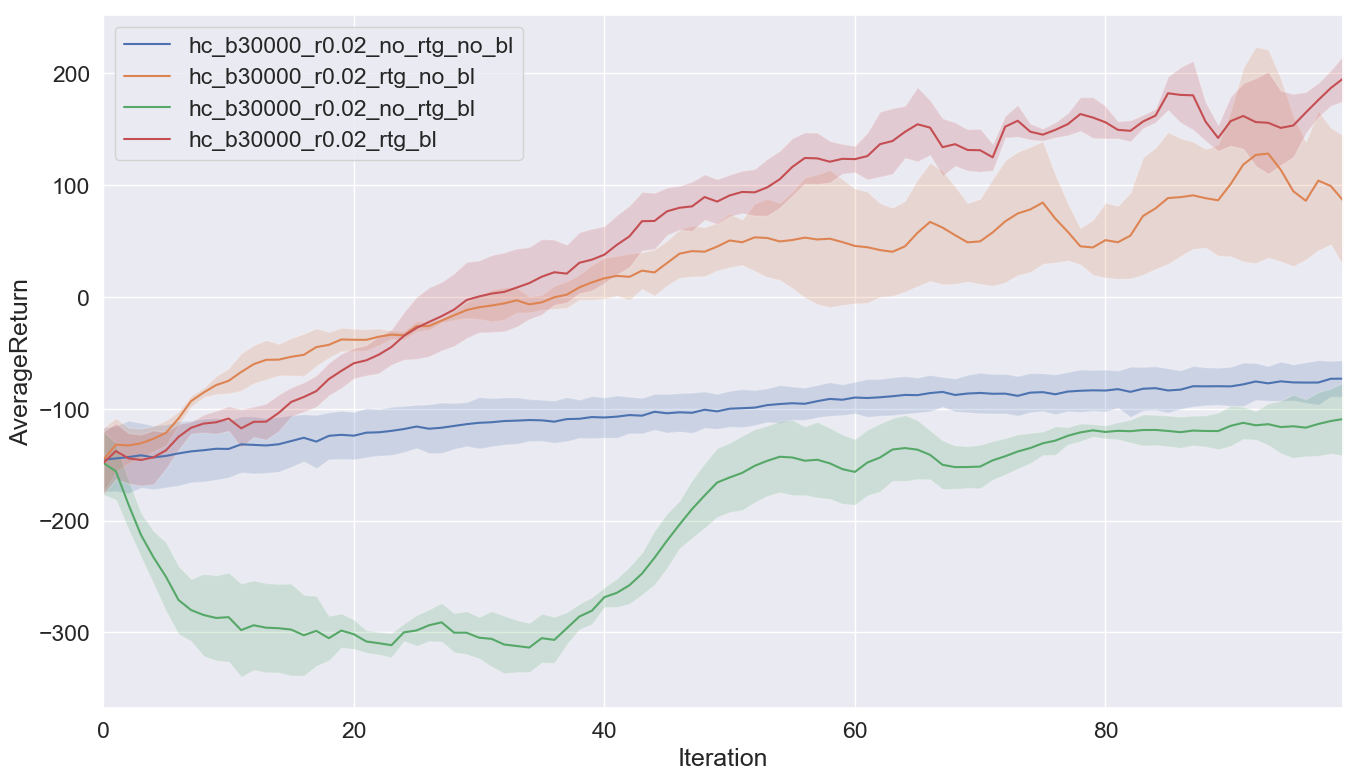 hc_b30000_r0.02_no_rtg_no_bl
hc_b30000_r0.02_rtg_no_bl
hc_b30000_r0.02_no_rtg_bl
hc_b30000_r0.02_rtg_bl
200
100
0
−100
−200
−300
AverageReturn
0
20
40
60
80
Iteration